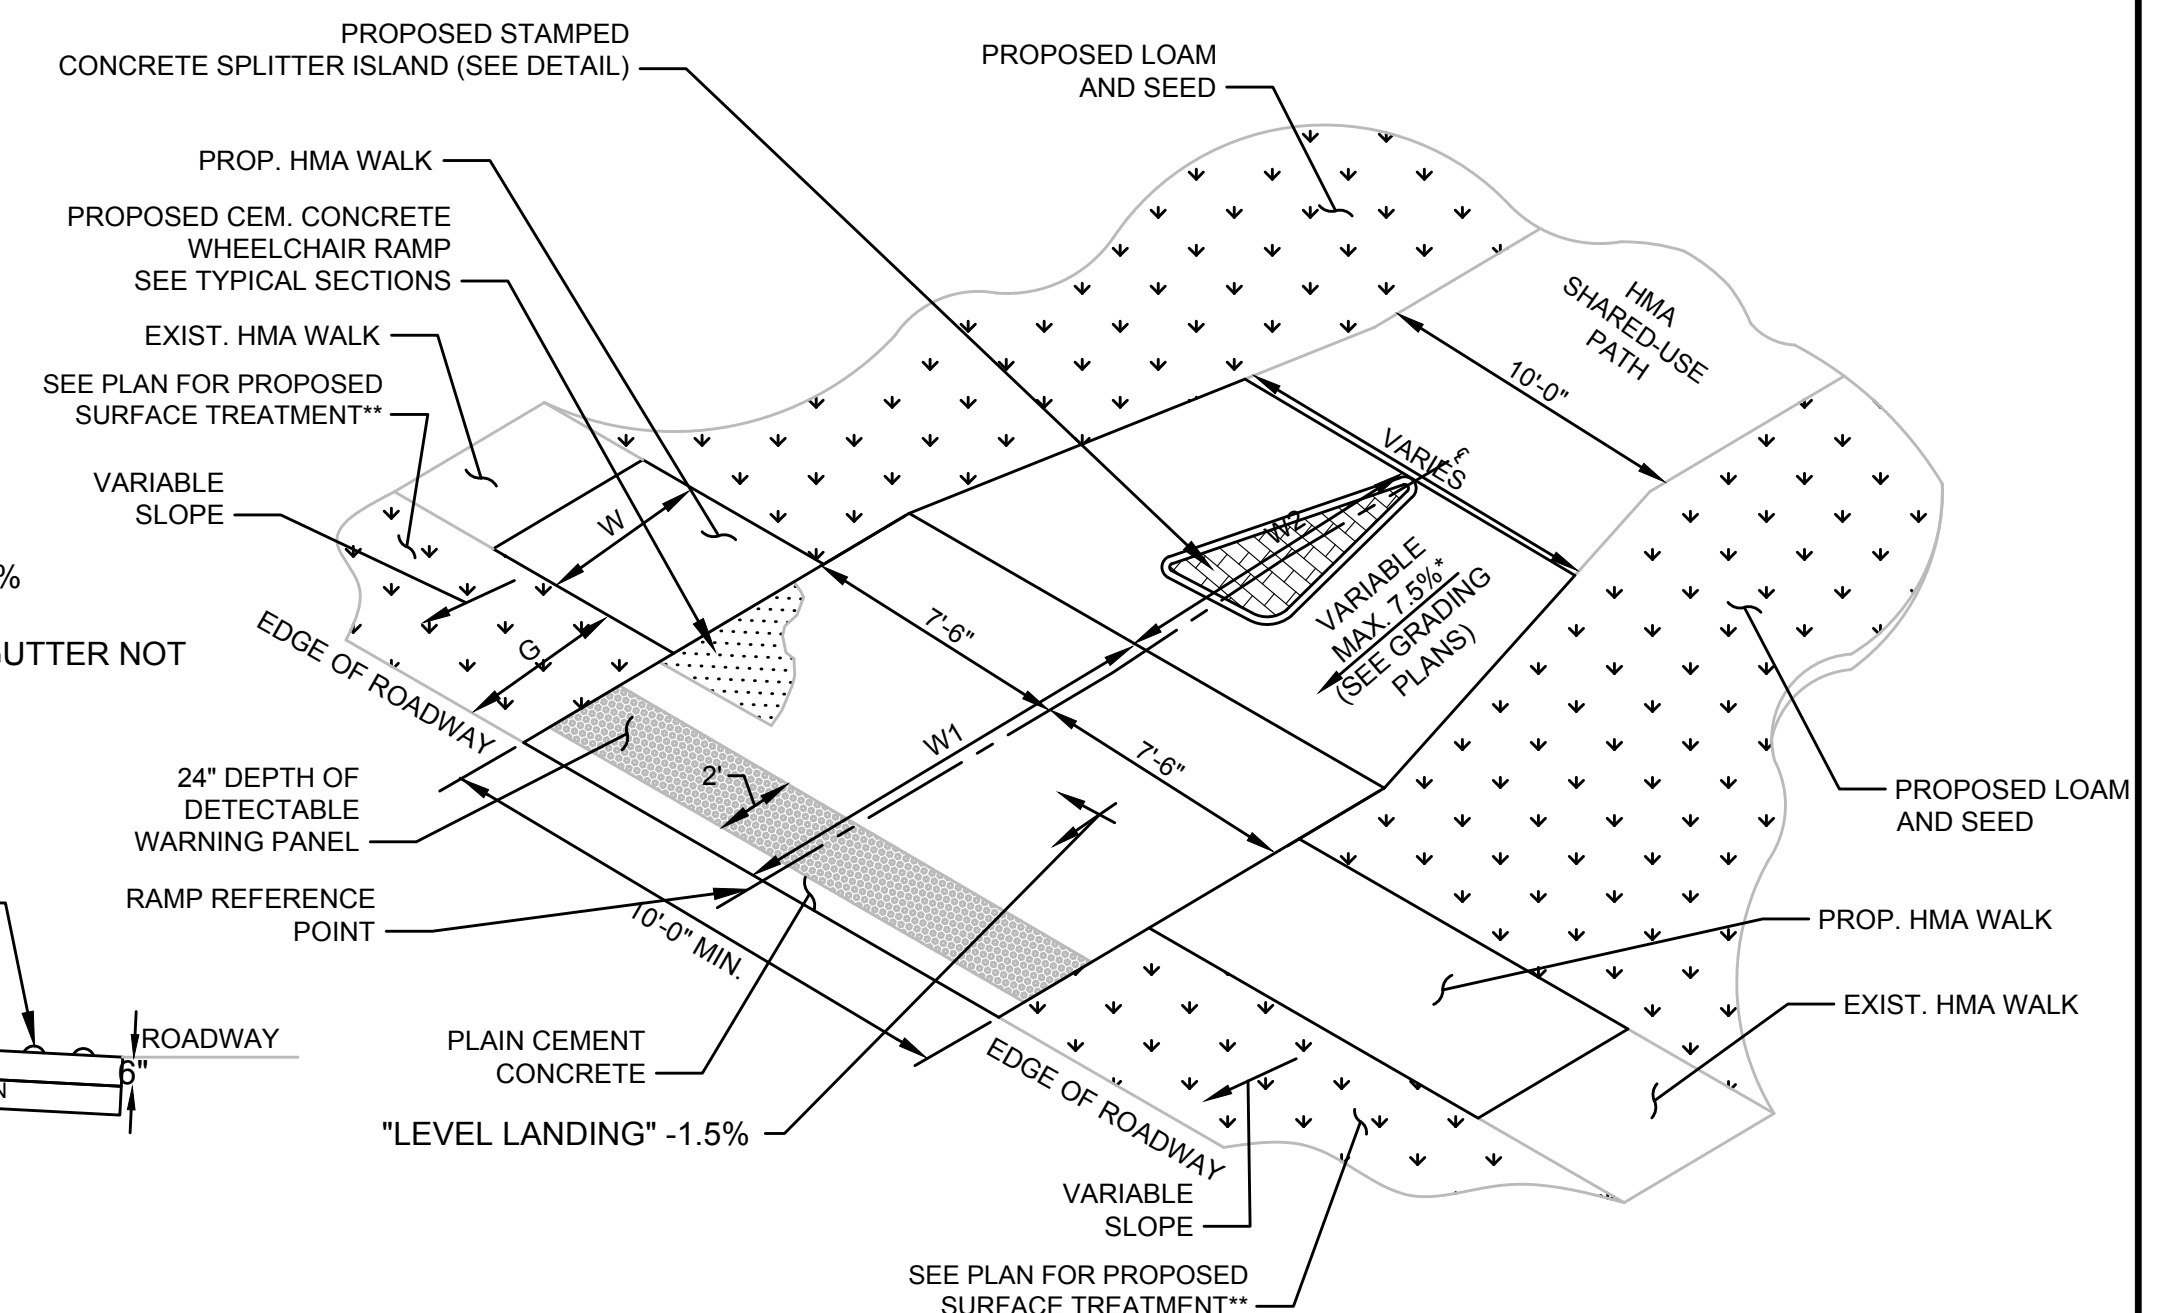 PROPOSED STAMPED
CONCRETE SPLITTER ISLAND (SEE DETAIL)
PROPOSED LOAM
AND SEED
PROP. HMA WALK
PROPOSED CEM. CONCRETE
WHEELCHAIR RAMP
SEE TYPICAL SECTIONS
EXIST. HMA WALK
SEE PLAN FOR PROPOSED
SURFACE TREATMENT**
VARIABLE
SLOPE
%
GUTTER NOT
HMA
SHARED-USE
PATH
10'-0"
VARIES
℄
W
W2
VARIABLE
MAX. 7.5%*
(SEE GRADING
PLANS)
G
EDGE OF ROADWAY
7'-6"
W1
7'-6"
2'
24" DEPTH OF
DETECTABLE
WARNING PANEL
PROPOSED LOAM
AND SEED
RAMP REFERENCE
POINT
10'-0" MIN.
PROP. HMA WALK
EXIST. HMA WALK
ROADWAY
6"
N
PLAIN CEMENT
CONCRETE
EDGE OF ROADWAY
"LEVEL LANDING" -1.5%
VARIABLE
SLOPE
SEE PLAN FOR PROPOSED
SURFACE TREATMENT**